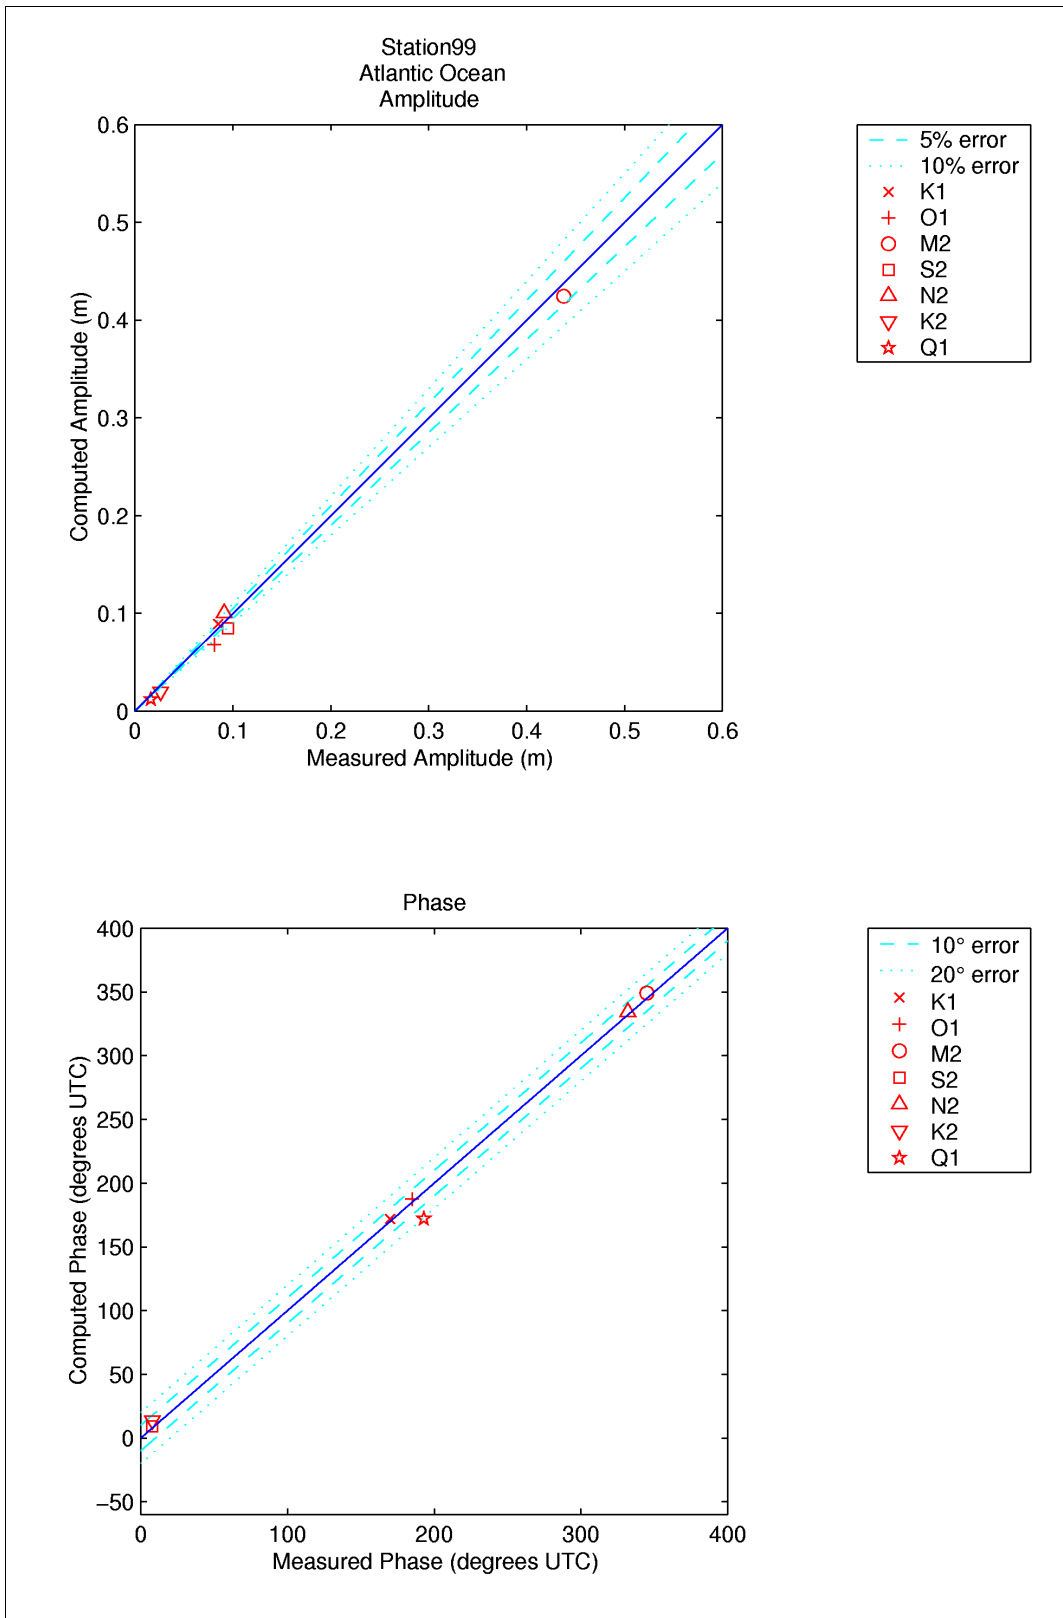 Station99
Atlantic Ocean
Amplitude
0.6
0.5
0.4
0.3
0.2
0.1
0
Computed Amplitude (m)
0 0.1 0.2 0.3 0.4 0.5 0.6
Measured Amplitude (m)
5% error
10% error
K1
O1
M2
S2
N2
K2
Q1
Phase
400
350
300
250
200
150
100
50
0
−50
Computed Phase (degrees UTC)
0 100 200 300 400
Measured Phase (degrees UTC)
10° error
20° error
K1
O1
M2
S2
N2
K2
Q1